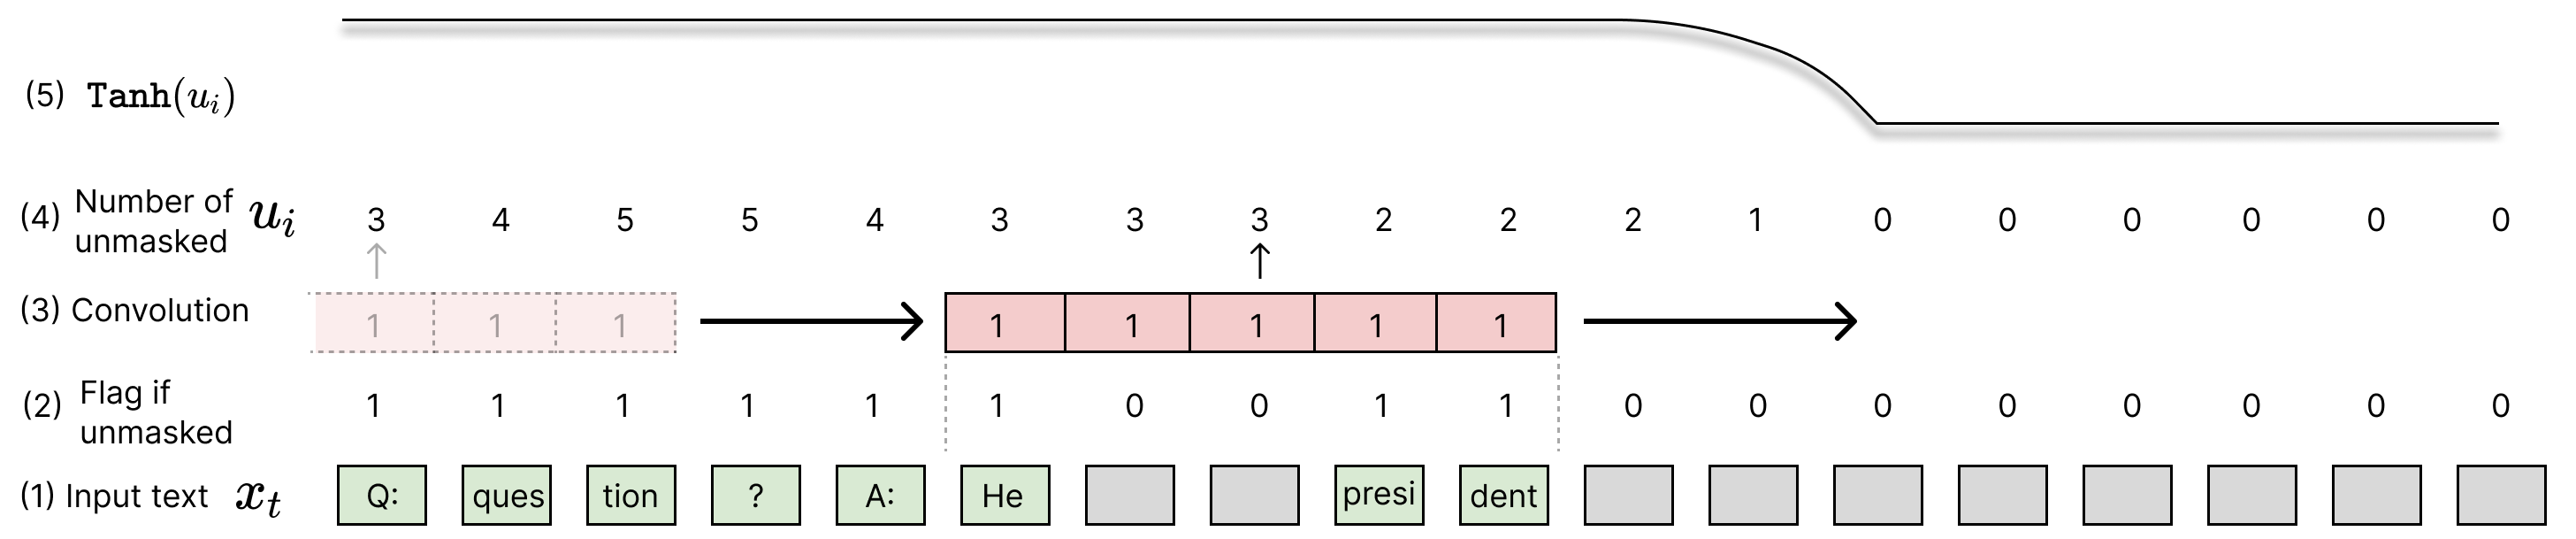 (5) Tanh(u_i)
(4) Number of unmasked u_i 3 4 5 5 4 3 3 3 2 2 2 1 0 0 0 0 0 0
(3) Convolution 1 1 1 1 1 1 1 1
(2) Flag if unmasked 1 1 1 1 1 1 0 0 1 1 0 0 0 0 0 0 0 0
(1) Input text x_t Q: ques tion ? A: He presi dent